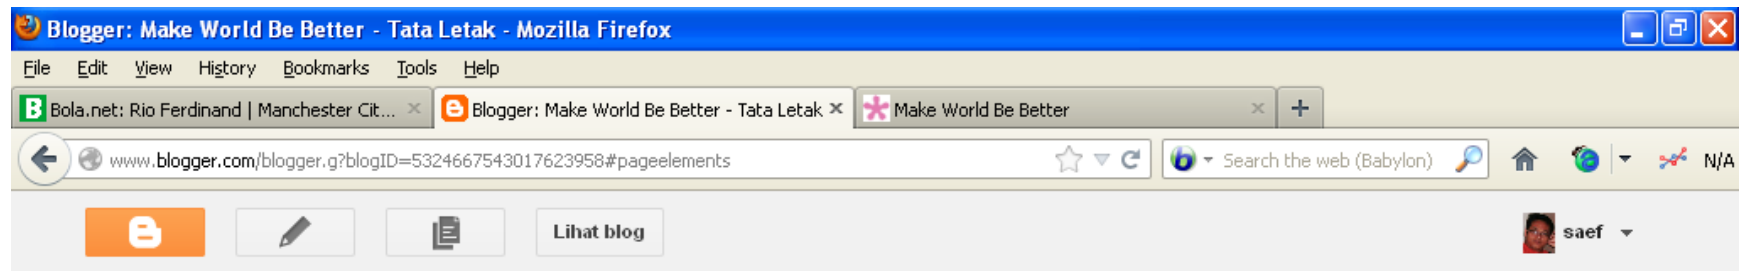 Blogger: Make World Be Better - Tata Letak - Mozilla Firefox
File Edit View History Bookmarks Tools Help
Bola.net: Rio Ferdinand | Manchester Cit... Blogger: Make World Be Better - Tata Letak Make World Be Better
www.blogger.com/blogger.g?blogID=5324667543017623958#pageelements Search the web (Babylon) N/A
Lihat blog saef